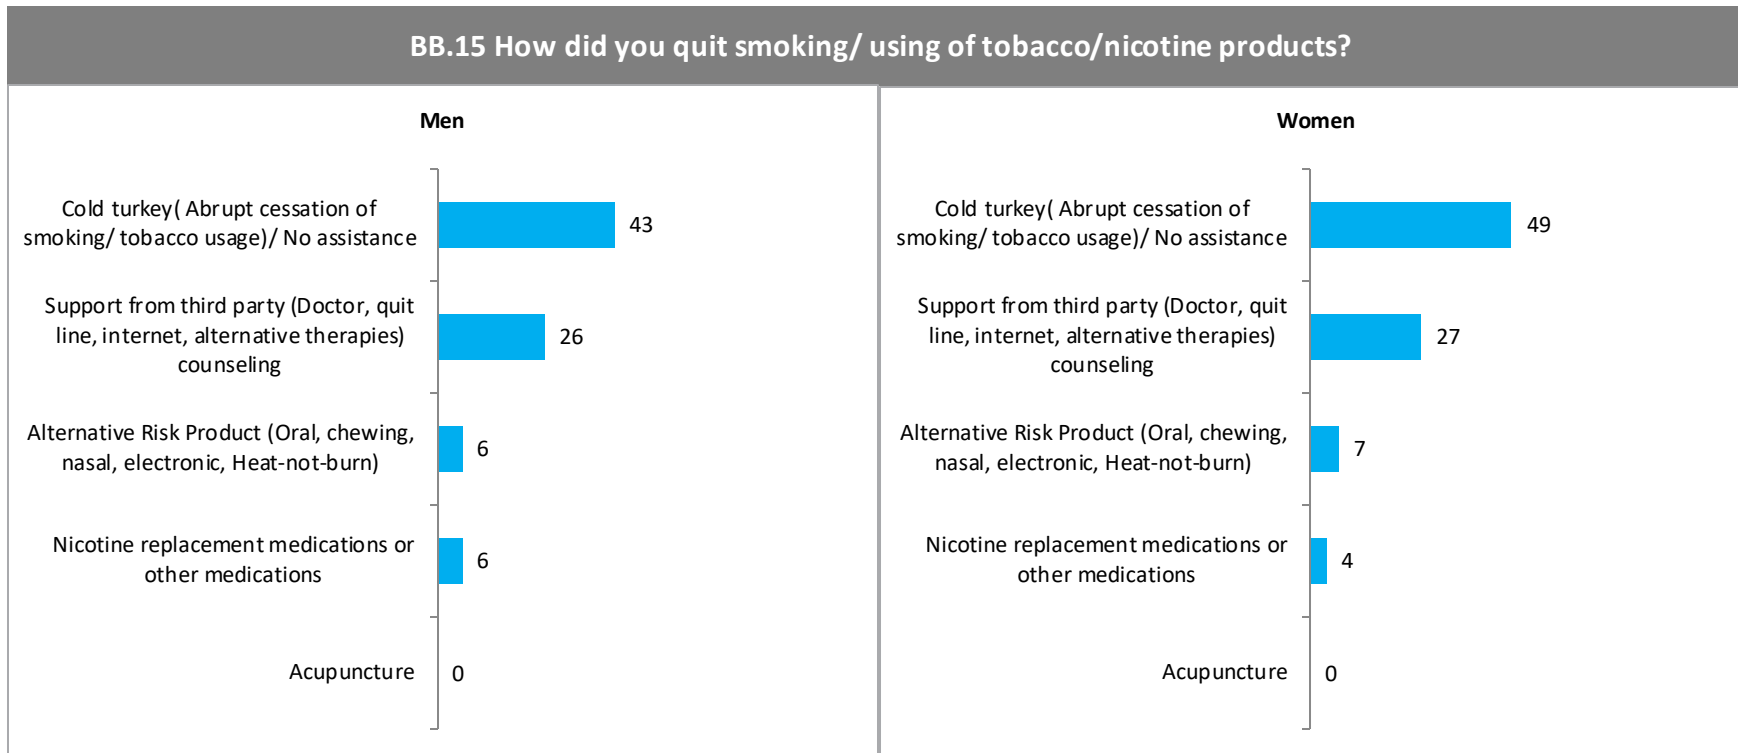 BB.15 How did you quit smoking/ using of tobacco/nicotine products?
Men
Cold turkey( Abrupt cessation of
smoking/ tobacco usage)/ No assistance
43
Support from third party (Doctor, quit
line, internet, alternative therapies)
counseling
26
Alternative Risk Product (Oral, chewing,
nasal, electronic, Heat-not-burn)
6
Nicotine replacement medications or
other medications
6
Acupuncture
0
Women
Cold turkey( Abrupt cessation of
smoking/ tobacco usage)/ No assistance
49
Support from third party (Doctor, quit
line, internet, alternative therapies)
counseling
27
Alternative Risk Product (Oral, chewing,
nasal, electronic, Heat-not-burn)
7
Nicotine replacement medications or
other medications
4
Acupuncture
0